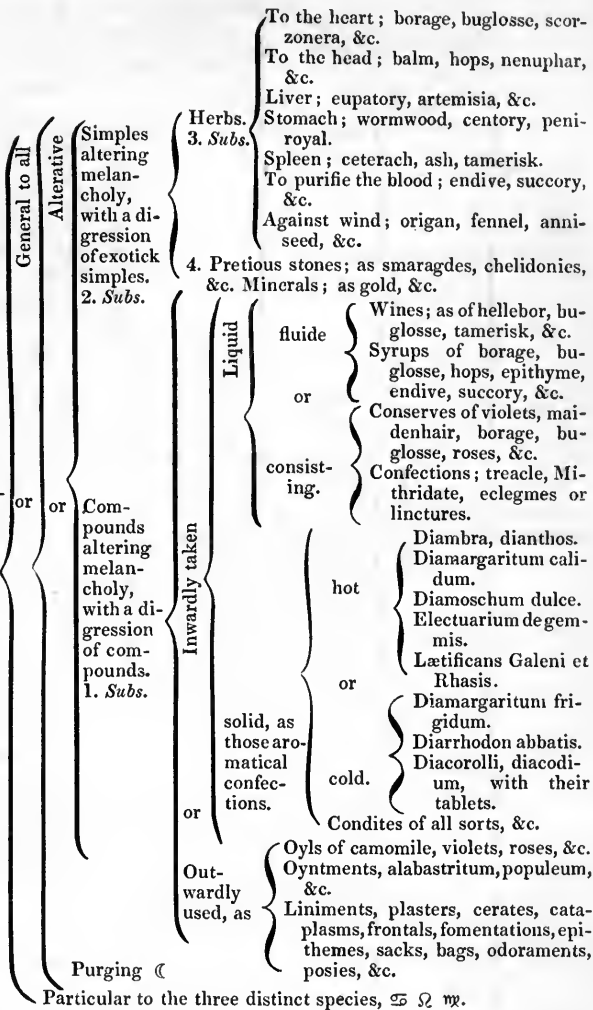 To the heart ; borage, buglosse, scor-
zonera, &c.
To the head ; balm, hops, nenuphar,
&c.
Liver ; eupatory, artemisia, &c.
Herbs.
3. Subs.
Stomach ; wormwood, centory, peni-
royal.
Spleen ; ceterach, ash, tamerisk.
To purifie the blood ; endive, succory,
&c.
Against wind ; origan, fennel, anni-
seed, &c.
General to all
Alterative
Simples
altering
melan-
choly,
with a di-
gression
of exotick
simples.
2. Subs.
4. Pretious stones ; as smaragdes, chelidonies,
&c. Minerals ; as gold, &c.
or
or
Com-
pounds
altering
melan-
choly,
with a di-
gression
of com-
pounds.
1. Subs.
Inwardly taken
Liquid
fluide
Wines ; as of hellebor, bu-
glosse, tamerisk, &c.
Syrups of borage, bu-
glosse, hops, epithyme,
endive, succory, &c.
or
consist-
ing.
Conserves of violets, mai-
denhair, borage, bu-
glosse, roses, &c.
Confections ; treacle, Mi-
thridate, eclegmes or
linctures.
or
solid, as
those aro-
matical
confec-
tions.
hot
Diambra, dianthos.
Diamargaritum cali-
dum.
Diamoschum dulce.
Electuarium de gem-
mis.
Lætificans Galeni et
Rhasis.
or
cold.
Diamargaritum fri-
gidum.
Diarrhodon abbatis.
Diacorolli, diacodi-
um, with their
tablets.
Condites of all sorts, &c.
Out-
wardly
used, as
Oyls of camomile, violets, roses, &c.
Oyntments, alabastritum, populeum,
&c.
Liniments, plasters, cerates, cata-
plasms, frontals, fomentations, epi-
themes, sacks, bags, odoraments,
posies, &c.
Purging ☾
Particular to the three distinct species, ♋ ♌ ♍.